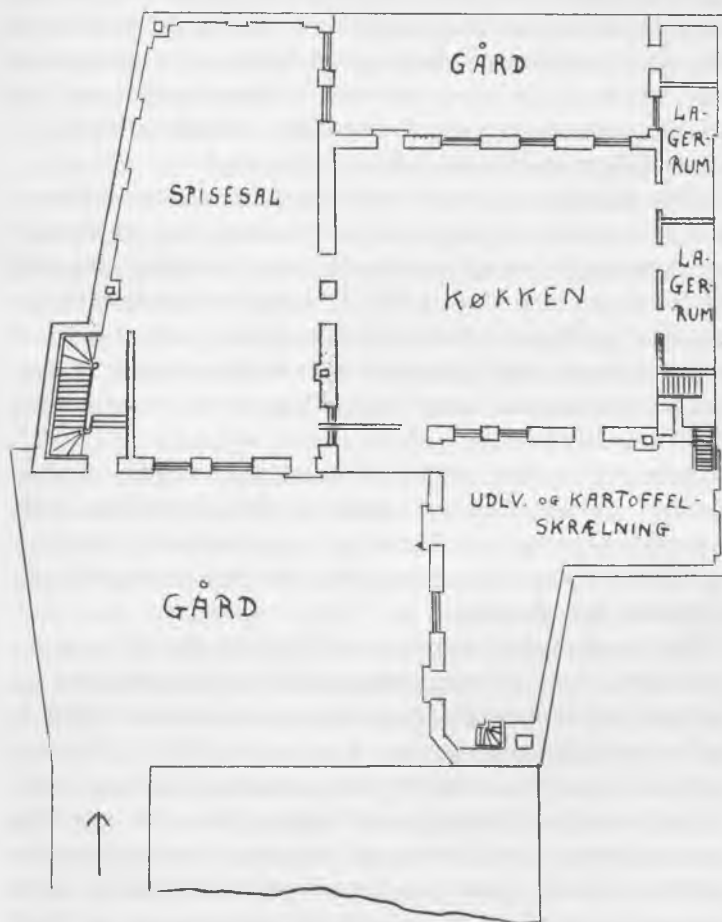 GÅRD
LA-
GER-
RUM
SPISESAL
KØKKEN
LA-
GER-
RUM
UDLV. OG KARTOFFEL-
SKRÆLNING
GÅRD